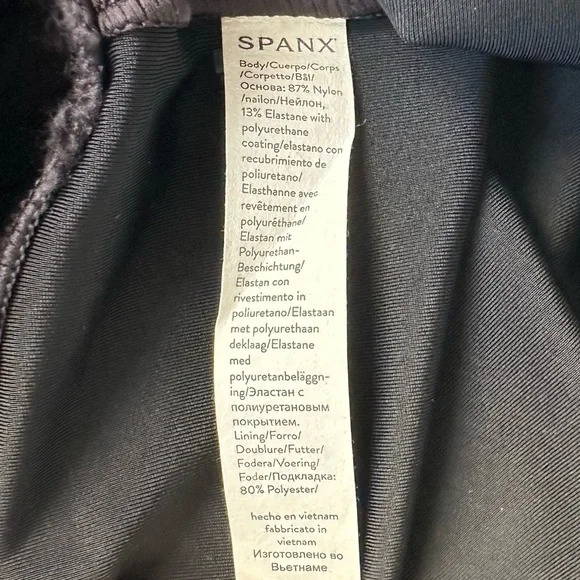 SPANX®
Body/Cuerpo/Corps
/Corpetto/Bål/
Основа: 87% Nylon
/nailon/Нейлон,
13% Elastane with
polyurethane
coating/elastano con
recubrimiento de
poliuretano/
Elasthanne avec
revêtement en
polyuréthane/
Elastan mit
Polyurethan-
Beschichtung/
Elastan con
rivestimento in
poliuretano/Elastaan
met polyurethaan
deklaag/Elastane
med
polyuretanbeläggn-
ing/Эластан с
полиуретановым
покрытием.
Lining/Forro/
Doublure/Futter/
Fodera/Voering/
Foder/Подкладка:
80% Polyester/
hecho en vietnam
fabbricato in
vietnam
Изготовлено во
Вьетнаме